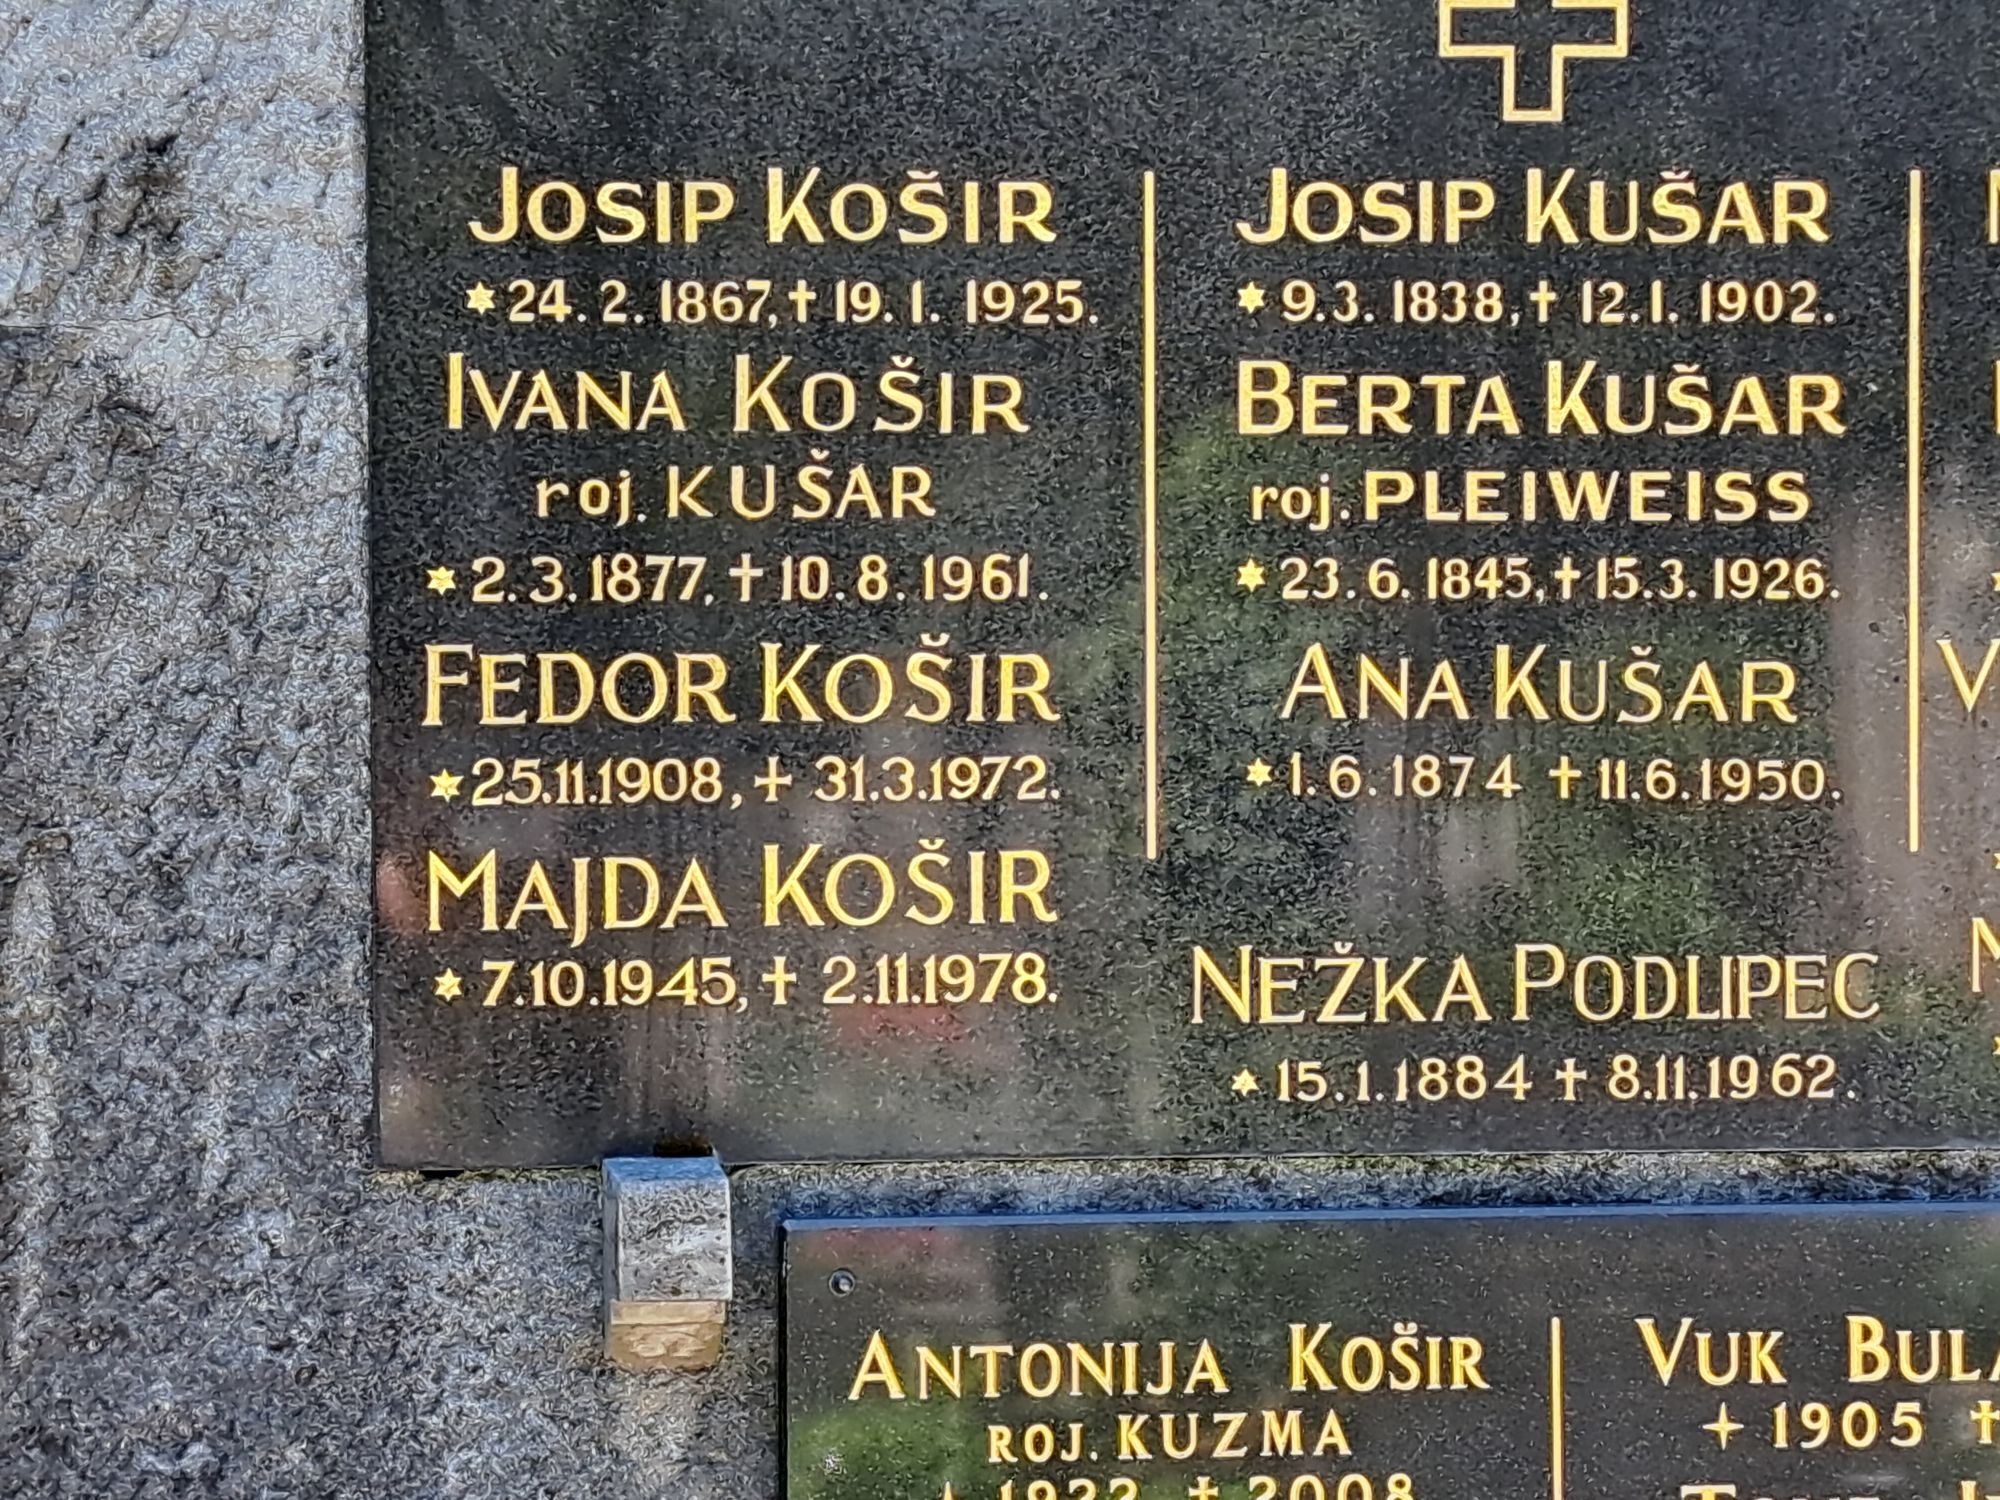 JOSIP KOŠIR
* 24. 2. 1867, † 19. 1. 1925.
IVANA KOŠIR
roj. KUŠAR
* 2. 3. 1877, † 10. 8. 1961.
FEDOR KOŠIR
* 25.11.1908, † 31.3.1972.
MAJDA KOŠIR
* 7.10.1945, † 2.11.1978.
JOSIP KUŠAR
* 9.3. 1838, † 12.1. 1902.
BERTA KUŠAR
roj. PLEIWEISS
* 23.6. 1845, † 15.3. 1926.
ANA KUŠAR
* 1.6.1874 † 11.6.1950.
NEŽKA PODLIPEC
* 15.1.1884 † 8.11.1962.
ANTONIJA KOŠIR
ROJ. KUZMA
1922 † 2008
VUK
+ 1905 †